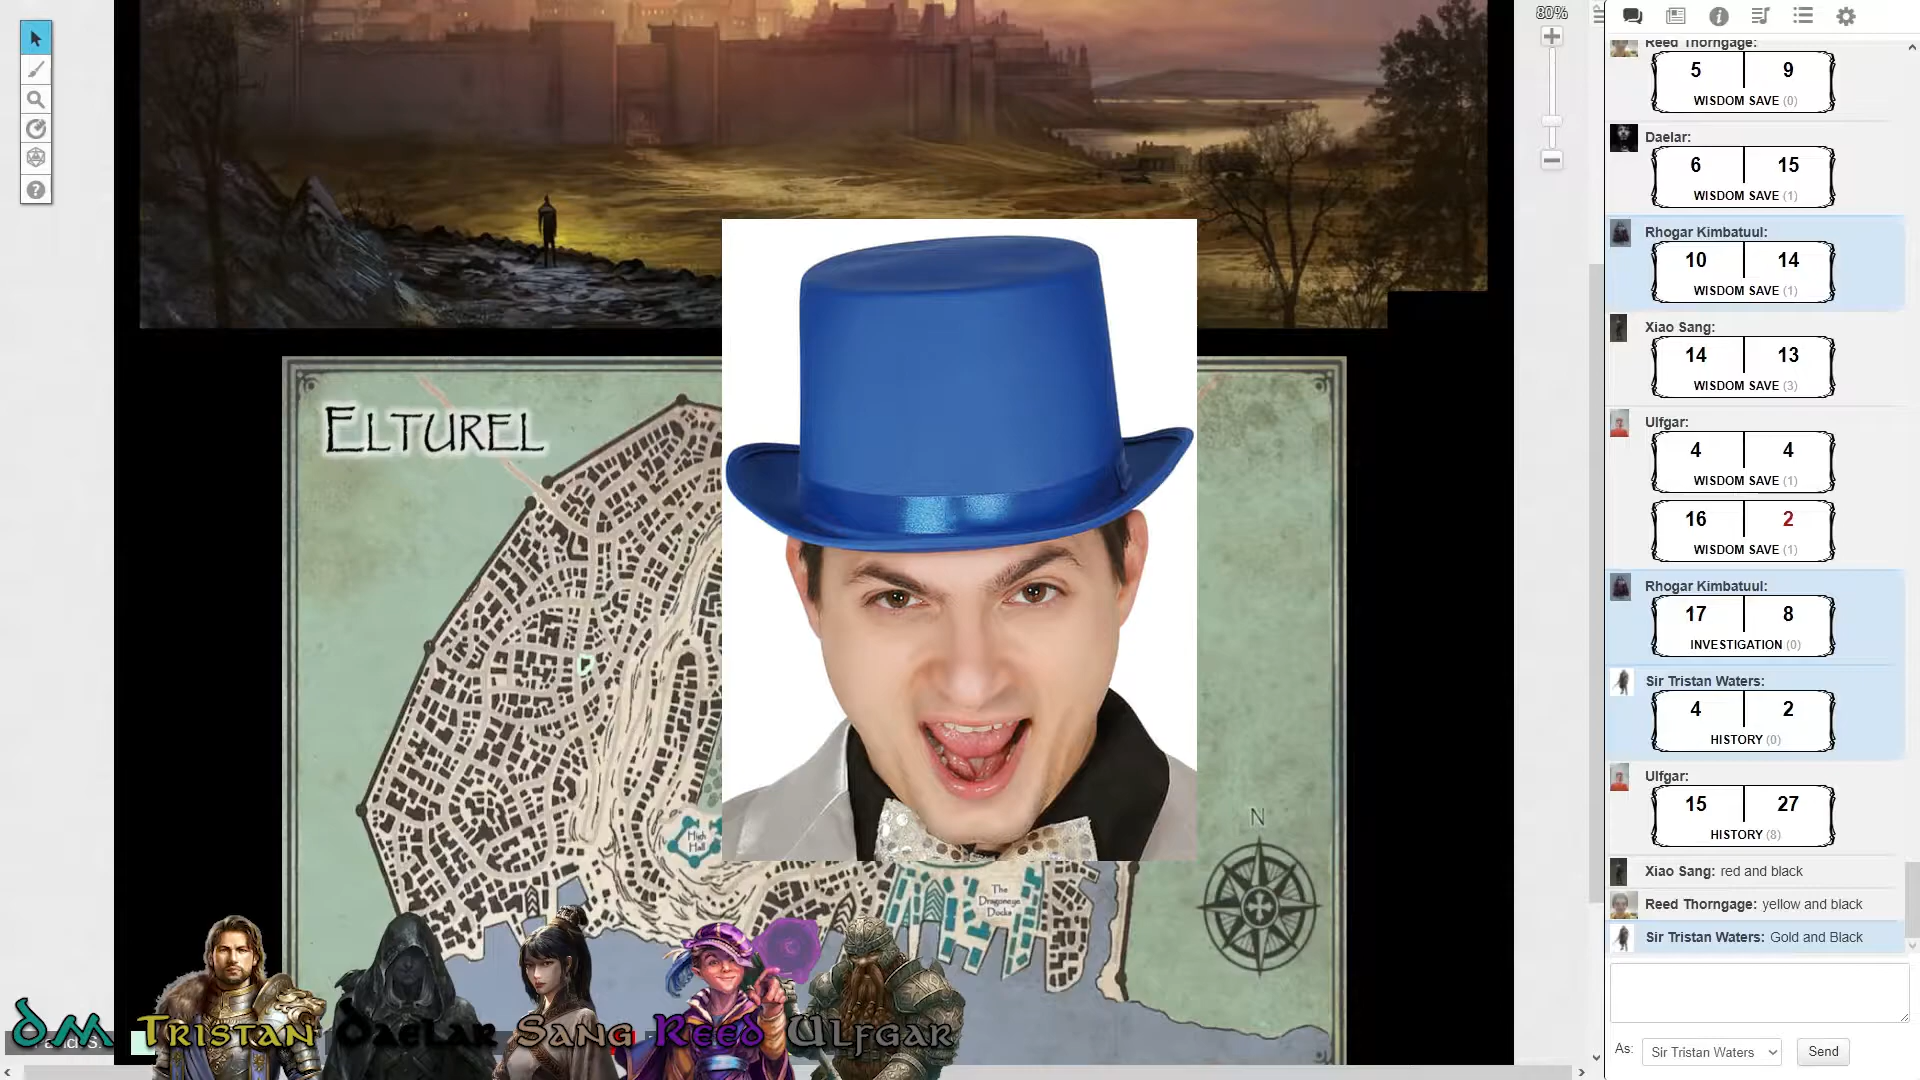 80%
Reed Thorngage:
5 9
WISDOM SAVE (0)
Daelar:
6 15
WISDOM SAVE (1)
Rhogar Kimbatuul:
10 14
WISDOM SAVE (1)
Xiao Sang:
14 13
WISDOM SAVE (3)
Ulfgar:
4 4
WISDOM SAVE (1)
16 2
WISDOM SAVE (1)
Rhogar Kimbatuul:
17 8
INVESTIGATION (0)
Sir Tristan Waters:
4 2
HISTORY (0)
Ulfgar:
15 27
HISTORY (8)
Xiao Sang: red and black
Reed Thorngage: yellow and black
Sir Tristan Waters: Gold and Black
As: Sir Tristan Waters Send
ELTUREL
High
Hall
The
Dragoneye
Docks
N
DM Tristan Daelar Sang Reed Ulfgar